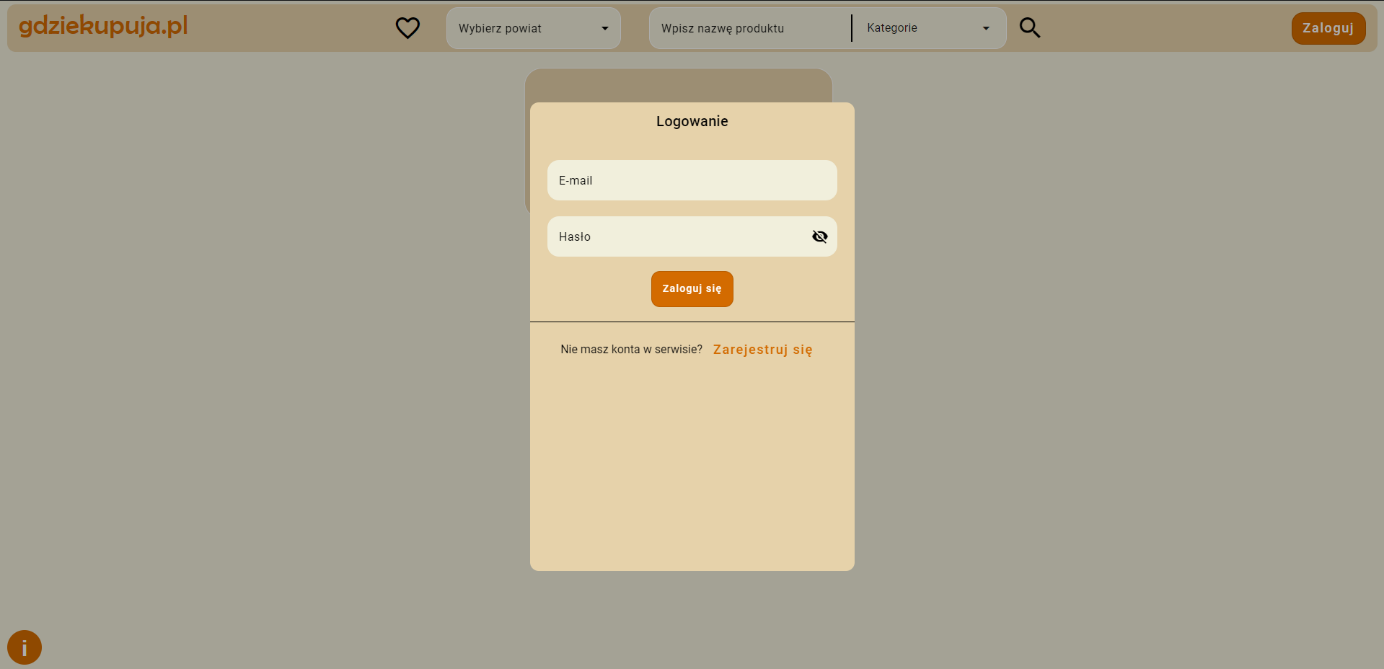 gdziekupuja.pl
Wybierz powiat
Wpisz nazwę produktu
Kategorie
Zaloguj
Logowanie
E-mail
Hasło
Zaloguj się
Nie masz konta w serwisie? Zarejestruj się
i